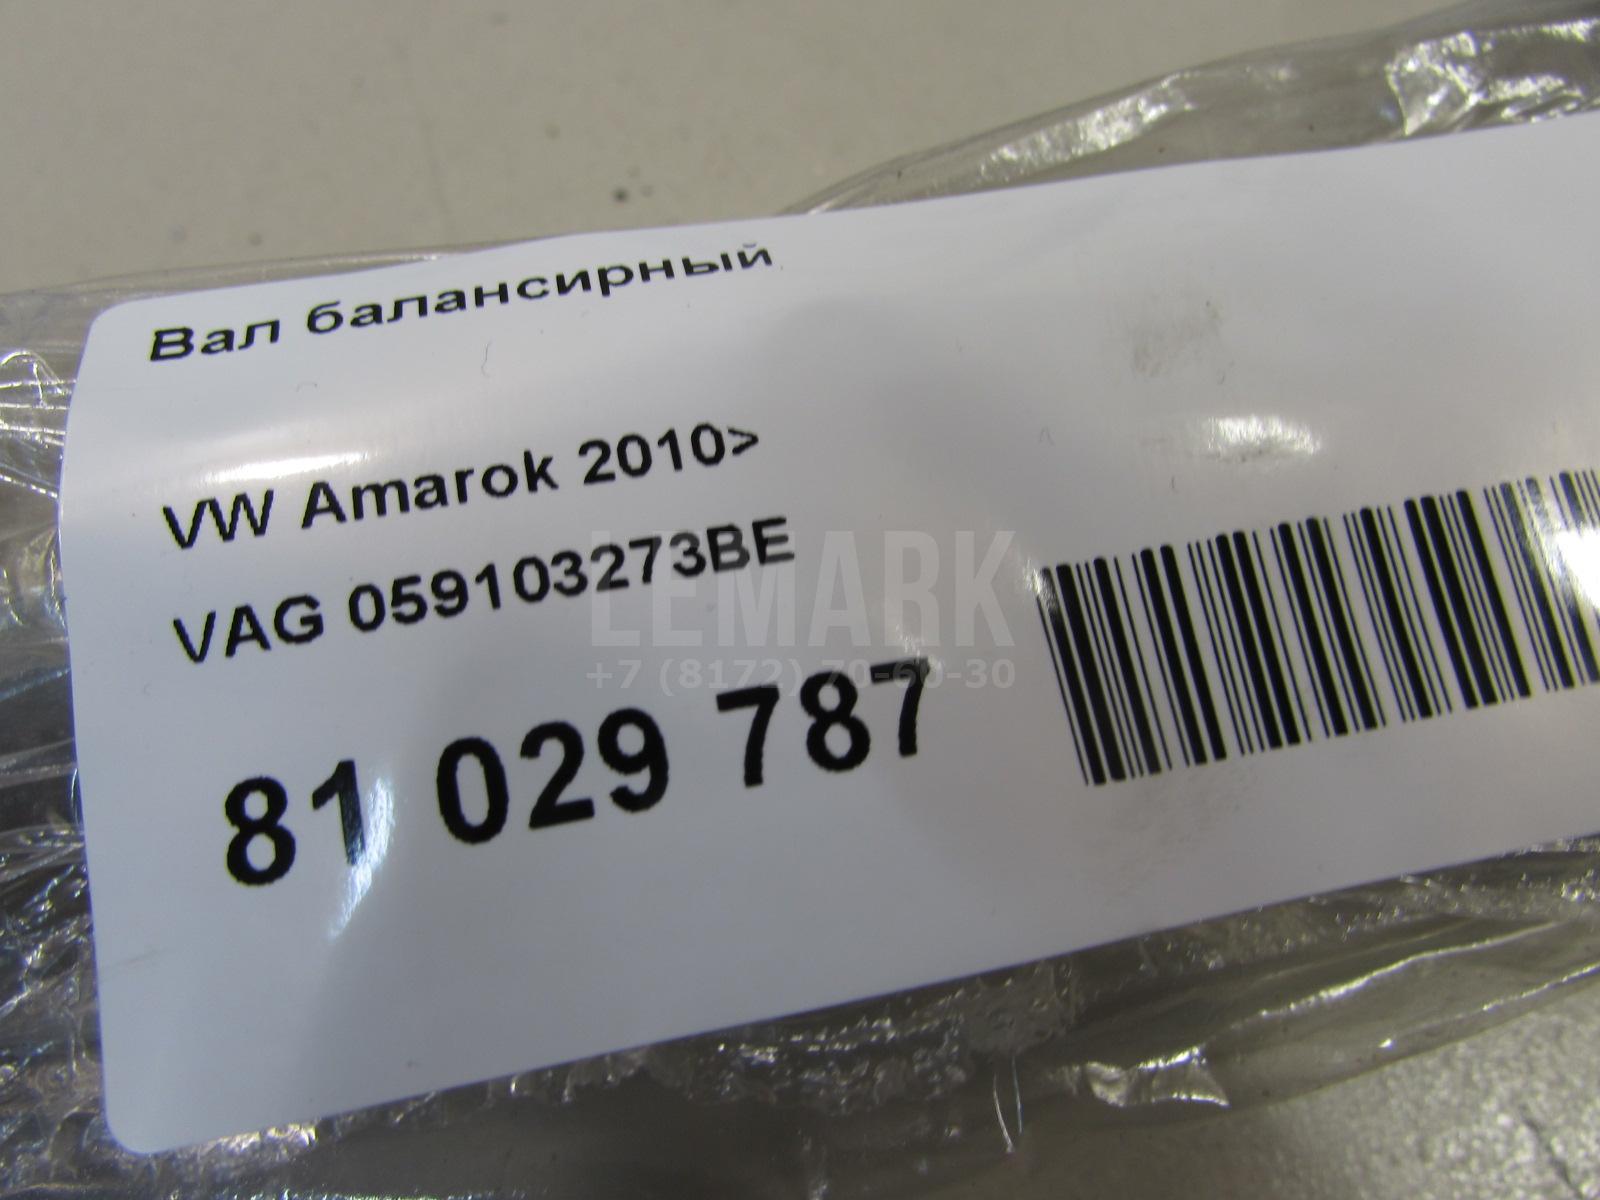 Вал балансирный
VW Amarok 2010>
VAG 059103273BE
LEMARK
+7 (8172) 70-60-30
81 029 787